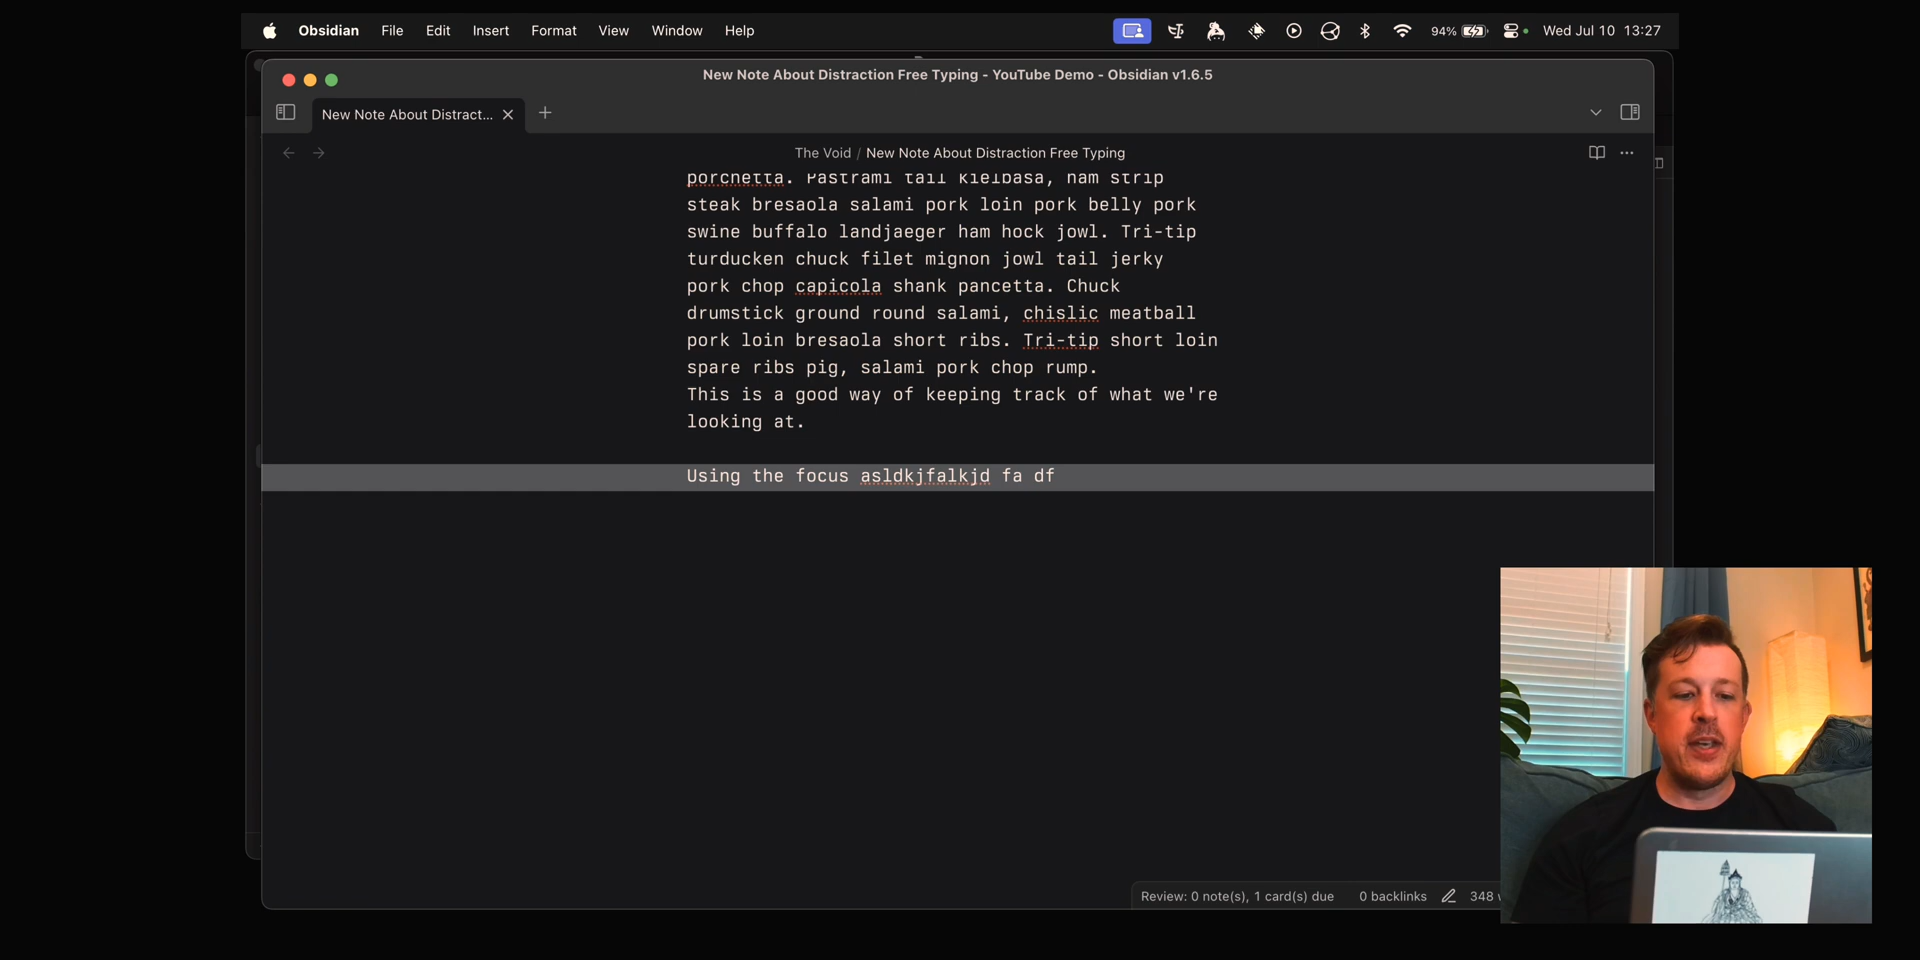 Obsidian File Edit Insert Format View Window Help 94% Wed Jul 10 13:27
New Note About Distraction Free Typing - YouTube Demo - Obsidian v1.6.5
New Note About Distract...
The Void / New Note About Distraction Free Typing
porchetta. Pastrami tail kielbasa, ham strip
steak bresaola salami pork loin pork belly pork
swine buffalo landjaeger ham hock jowl. Tri-tip
turducken chuck filet mignon jowl tail jerky
pork chop capicola shank pancetta. Chuck
drumstick ground round salami, chislic meatball
pork loin bresaola short ribs. Tri-tip short loin
spare ribs pig, salami pork chop rump.
This is a good way of keeping track of what we're
looking at.
Using the focus asldkjfalkjd fa df
Review: 0 note(s), 1 card(s) due 0 backlinks 348